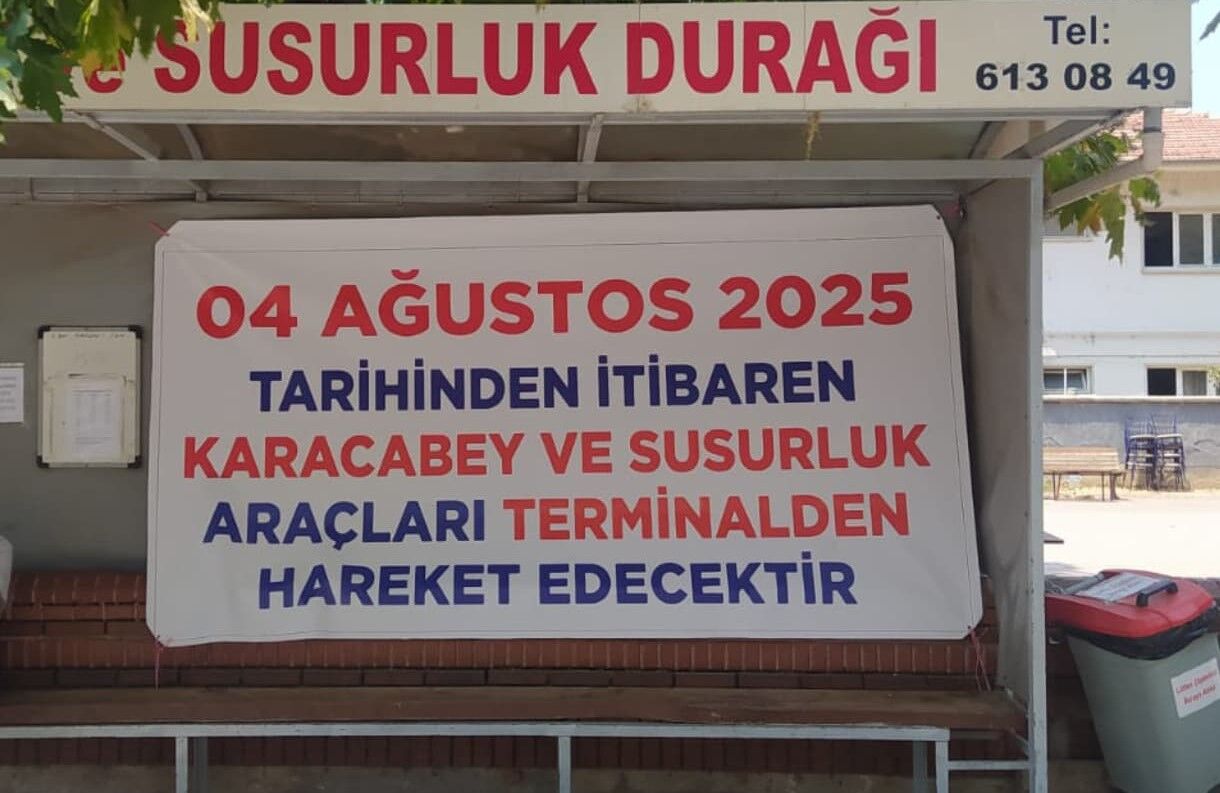 SUSURLUK DURAĞI
Tel:
613 08 49
04 AĞUSTOS 2025
TARİHİNDEN İTİBAREN
KARACABEY VE SUSURLUK
ARAÇLARI TERMİNALDEN
HAREKET EDECEKTİR